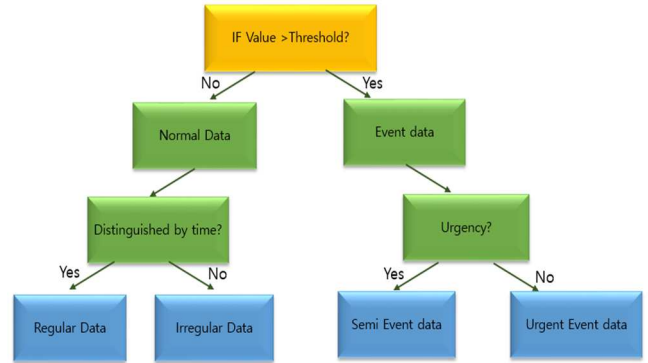 IF Value >Threshold?
No
Yes
Normal Data
Event data
Distinguished by time?
Urgency?
Yes
No
Yes
No
Regular Data
Irregular Data
Semi Event data
Urgent Event data